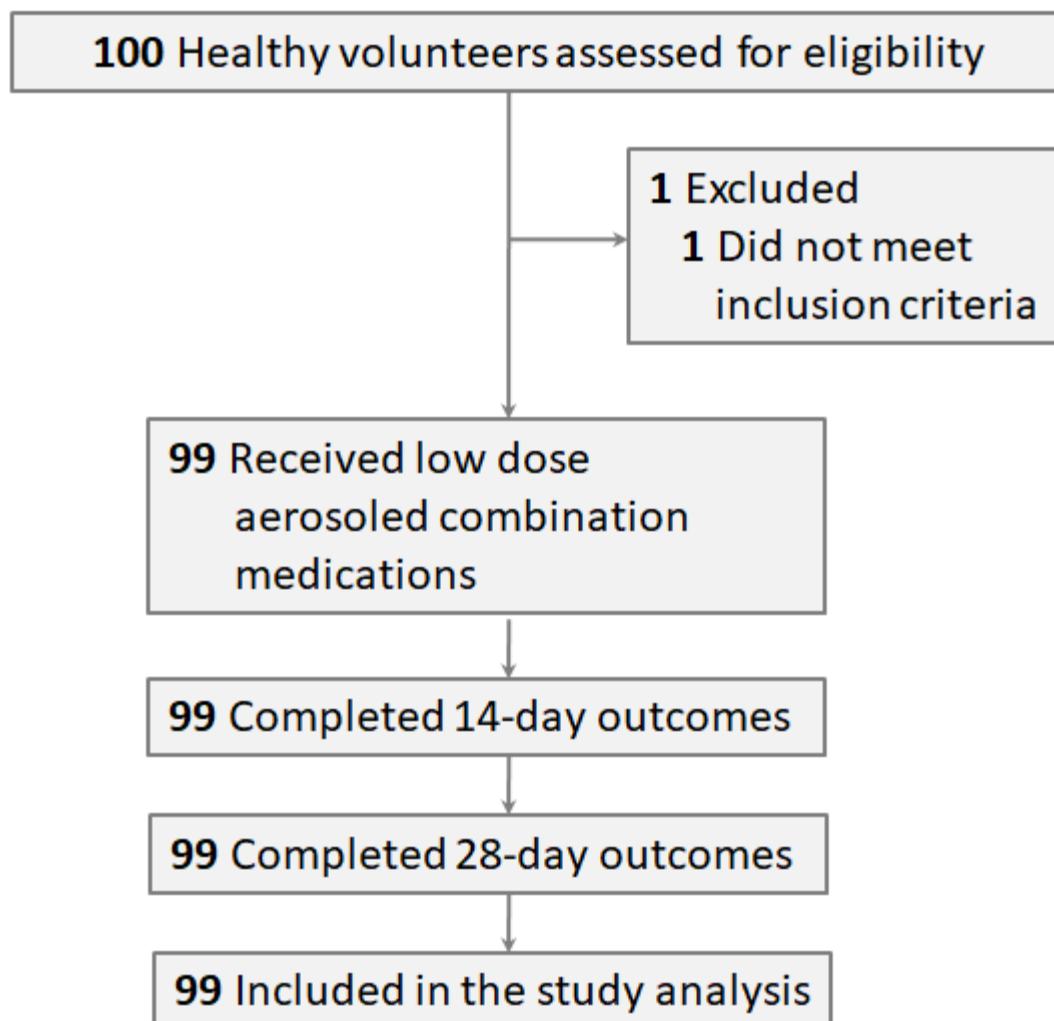 100 Healthy volunteers assessed for eligibility
1 Excluded
1 Did not meet
inclusion criteria
99 Received low dose
aerosoled combination
medications
99 Completed 14-day outcomes
99 Completed 28-day outcomes
99 Included in the study analysis